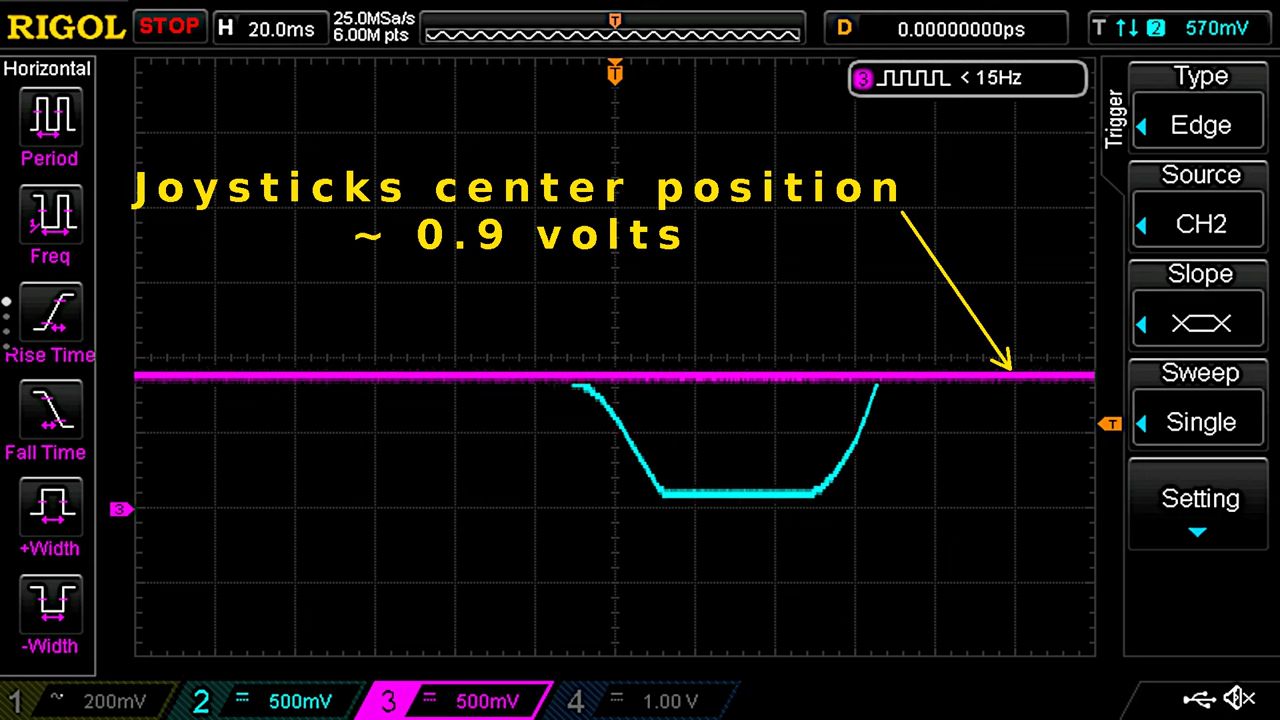 RIGOL STOP H 20.0ms 25.0MSa/s 6.00M pts T D 0.00000000ps T 2 570mV
Horizontal
Period
Freq
Rise Time
Fall Time
+Width
-Width
T
3 < 15Hz
Joysticks center position
~ 0.9 volts
T
3
Trigger
Type
Edge
Source
CH2
Slope
Sweep
Single
Setting
1 ~ 200mV 2 500mV 3 500mV 4 1.00 V